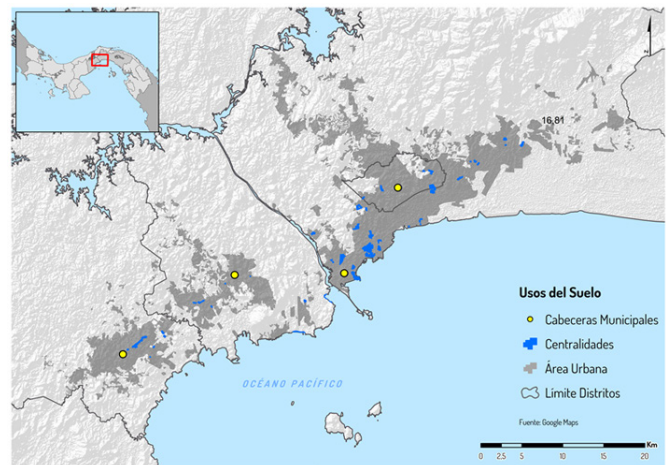 16,81
OCÉANO PACÍFICO
Usos del Suelo
Cabeceras Municipales
Centralidades
Área Urbana
Límite Distritos
Fuente: Google Maps
Km
0 2,5 5 10 15 20